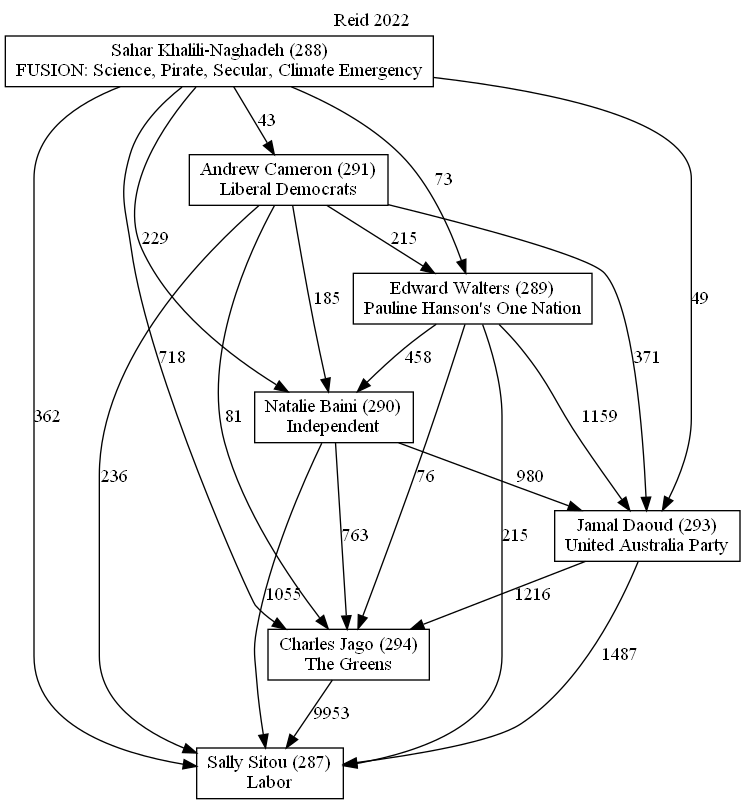 Reid 2022
Sahar Khalili-Naghadeh (288)
FUSION: Science, Pirate, Secular, Climate Emergency
43
Andrew Cameron (291)
Liberal Democrats
73
229
215
Edward Walters (289)
Pauline Hanson's One Nation
185
49
718
458
371
362
81
Natalie Baini (290)
Independent
1159
236
76
980
763
215
Jamal Daoud (293)
United Australia Party
1055
1216
Charles Jago (294)
The Greens
1487
9953
Sally Sitou (287)
Labor